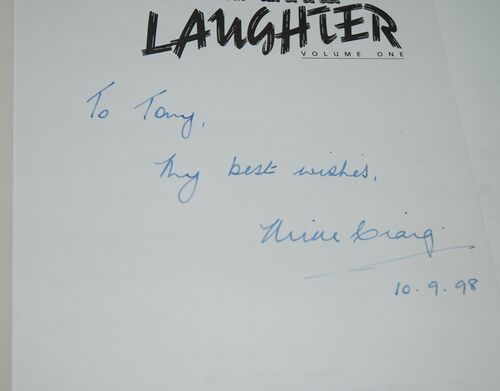 LAUGHTER
VOLUME ONE
To Tony,
My best wishes,
10.9.98